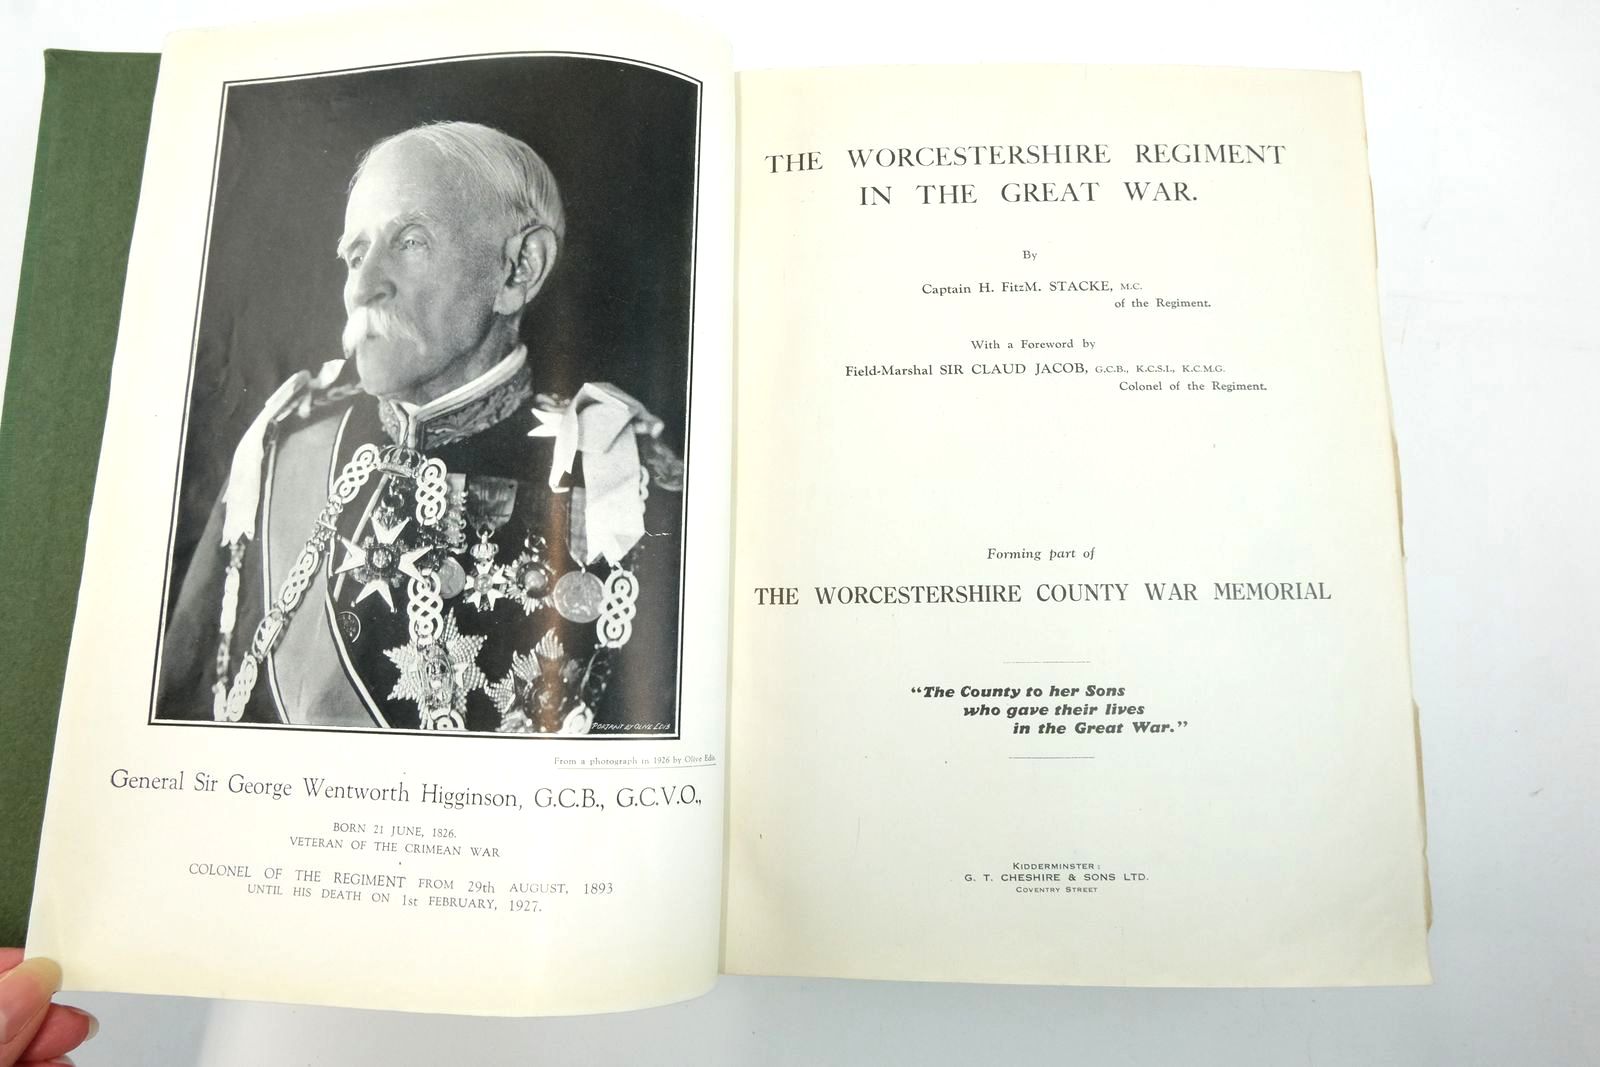 PORTRAIT BY OLIVE EDIS
From a photograph in 1926 by Olive Edis
General Sir George Wentworth Higginson, G.C.B., G.C.V.O.,
BORN 21 JUNE, 1826.
VETERAN OF THE CRIMEAN WAR
COLONEL OF THE REGIMENT FROM 29th AUGUST, 1893
UNTIL HIS DEATH ON 1st FEBRUARY, 1927.
THE WORCESTERSHIRE REGIMENT
IN THE GREAT WAR.
By
Captain H. FitzM. STACKE, M.C.
of the Regiment.
With a Foreword by
Field-Marshal SIR CLAUD JACOB, G.C.B., K.C.S.I., K.C.M.G.
Colonel of the Regiment.
Forming part of
THE WORCESTERSHIRE COUNTY WAR MEMORIAL
"The County to her Sons
who gave their lives
in the Great War."
KIDDERMINSTER:
G. T. CHESHIRE & SONS LTD.
COVENTRY STREET